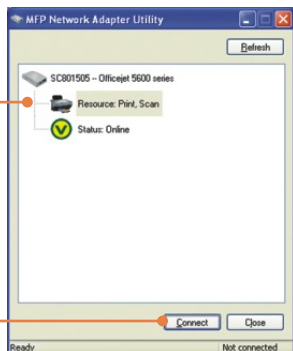 MFP Network Adapter Utility
Refresh
SC801505 -- Officejet 5600 series
Resource: Print, Scan
Status: Online
Connect Close
Ready Not connected